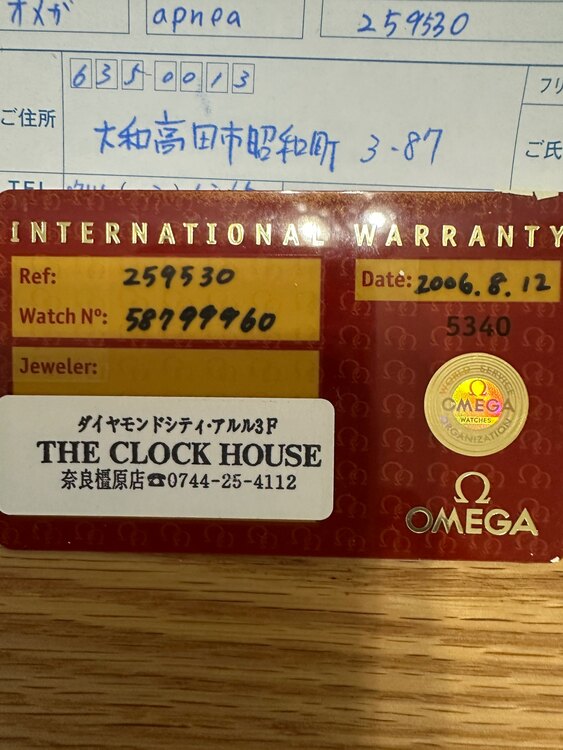 オメガ apnea 259530
6350013
フリ
ご住所 大和高田市昭和町 3-87
ご氏
TEL
INTERNATIONAL WARRANTY
Ref: 259530
Date: 2006.8.12
Watch Nº: 58799960
5340
Jeweler:
WORLD SERVICE ORGANIZATION
Ω
OMEGA
WATCHES
ダイヤモンドシティ・アルル3F
THE CLOCK HOUSE
奈良橿原店☎0744-25-4112
Ω
OMEGA